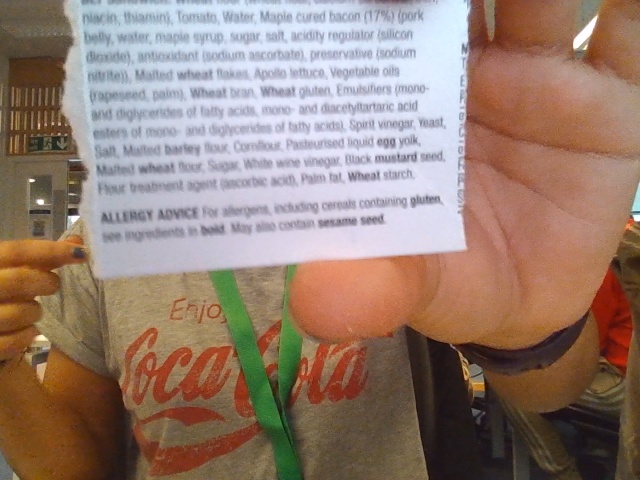 niacin, thiamin), Tomato, Water, Maple cured bacon (17%) (pork
belly, water, maple syrup, sugar, salt, acidity regulator (silicon
dioxide), antioxidant (sodium ascorbate), preservative (sodium
nitrite)), Malted wheat flakes, Apollo lettuce, Vegetable oils
(rapeseed, palm), Wheat bran, Wheat gluten, Emulsifiers (mono-
and diglycerides of fatty acids, mono- and diacetyltartaric acid
esters of mono- and diglycerides of fatty acids), Spirit vinegar, Yeast,
Salt, Malted barley flour, Cornflour, Pasteurised liquid egg yolk,
Malted wheat flour, Sugar, White wine vinegar, Black mustard seed,
Flour treatment agent (ascorbic acid), Palm fat, Wheat starch.
ALLERGY ADVICE For allergens, including cereals containing gluten,
see ingredients in bold. May also contain sesame seed.
Enjoy
Coca Cola